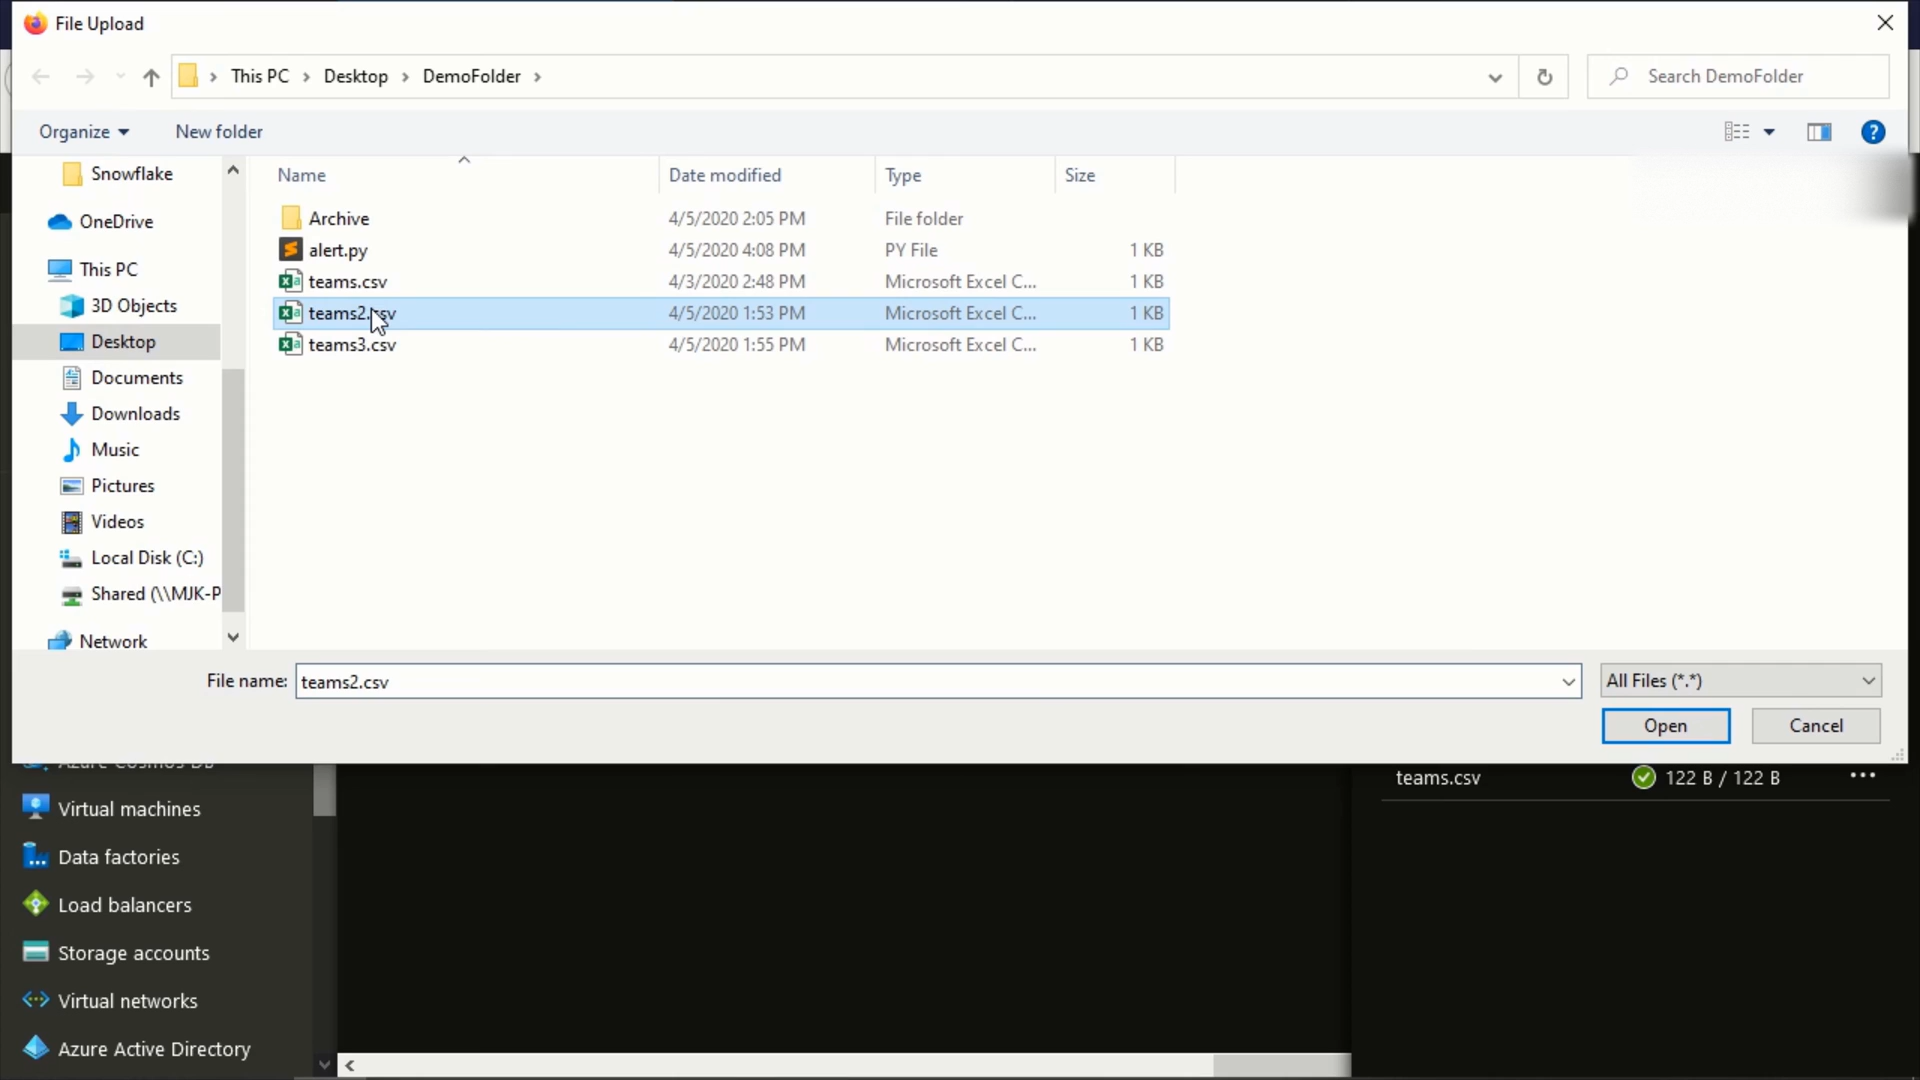 File Upload
This PC Desktop DemoFolder
Search DemoFolder
Organize New folder
Name Date modified Type Size
Archive 4/5/2020 2:05 PM File folder
alert.py 4/5/2020 4:08 PM PY File 1 KB
teams.csv 4/3/2020 2:48 PM Microsoft Excel C... 1 KB
teams2.csv 4/5/2020 1:53 PM Microsoft Excel C... 1 KB
teams3.csv 4/5/2020 1:55 PM Microsoft Excel C... 1 KB
Snowflake
OneDrive
This PC
3D Objects
Desktop
Documents
Downloads
Music
Pictures
Videos
Local Disk (C:)
Shared (\\MJK-P
Network
File name: teams2.csv All Files (*.*)
Open Cancel
Azure Cosmos DB
Virtual machines
Data factories
Load balancers
Storage accounts
Virtual networks
Azure Active Directory
teams.csv 122 B / 122 B